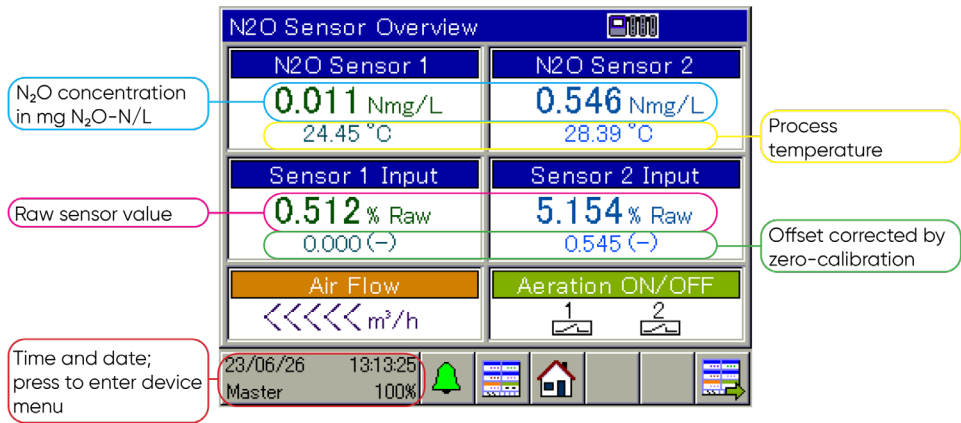 N2O Sensor Overview
N2O Sensor 1
N2O Sensor 2
N₂O concentration
in mg N₂O-N/L
0.011 Nmg/L
0.546 Nmg/L
24.45 °C
28.39 °C
Process
temperature
Sensor 1 Input
Sensor 2 Input
Raw sensor value
0.512 % Raw
5.154 % Raw
0.000 (-)
0.545 (-)
Offset corrected by
zero-calibration
Air Flow
Aeration ON/OFF
<<<<< m³/h
1
2
Time and date;
press to enter device
menu
23/06/26 13:13:25
Master 100%